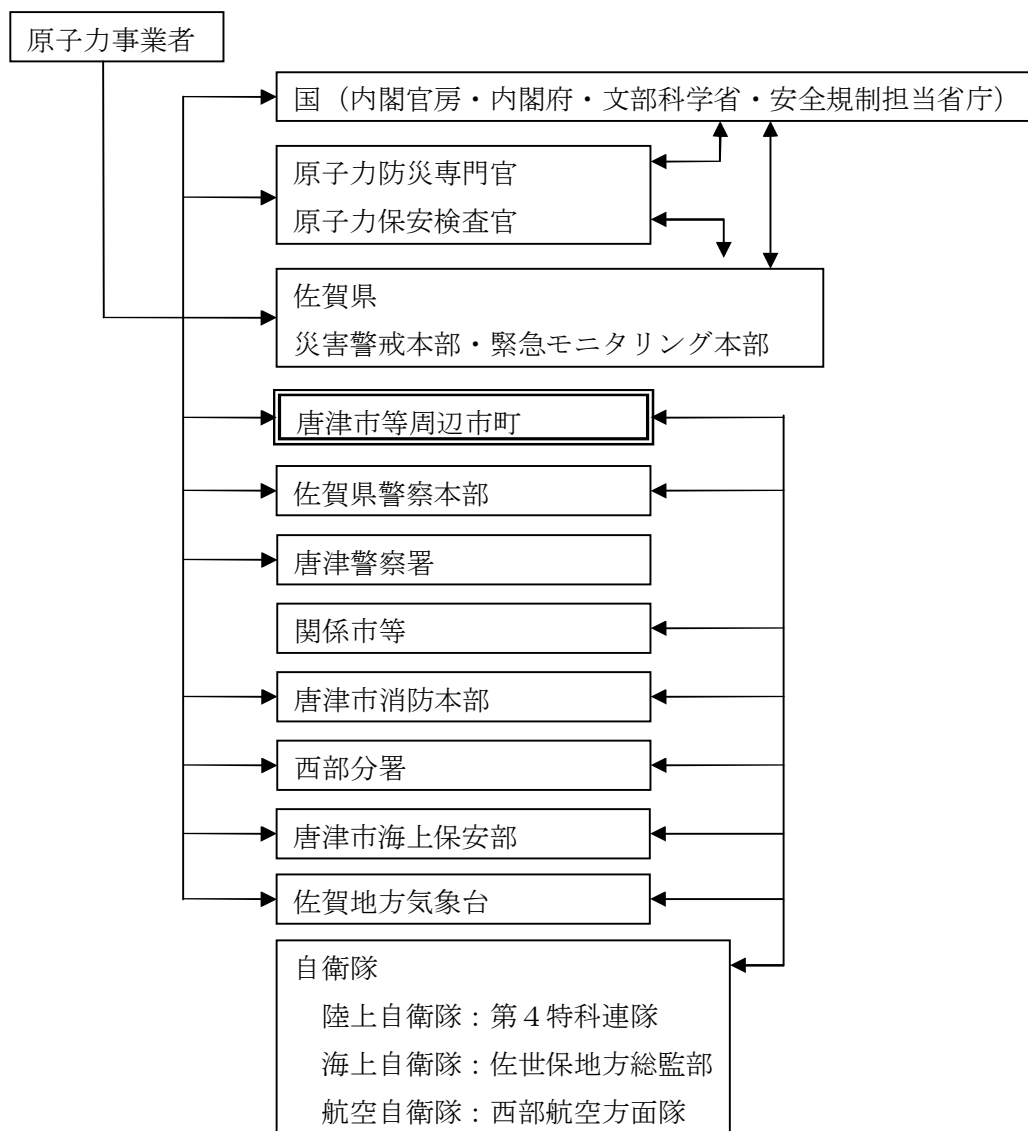 原子力事業者
国（内閣官房・内閣府・文部科学省・安全規制担当省庁）
原子力防災専門官
原子力保安検査官
佐賀県
災害警戒本部・緊急モニタリング本部
唐津市等周辺市町
佐賀県警察本部
唐津警察署
関係市等
唐津市消防本部
西部分署
唐津市海上保安部
佐賀地方気象台
自衛隊
陸上自衛隊：第４特科連隊
海上自衛隊：佐世保地方総監部
航空自衛隊：西部航空方面隊